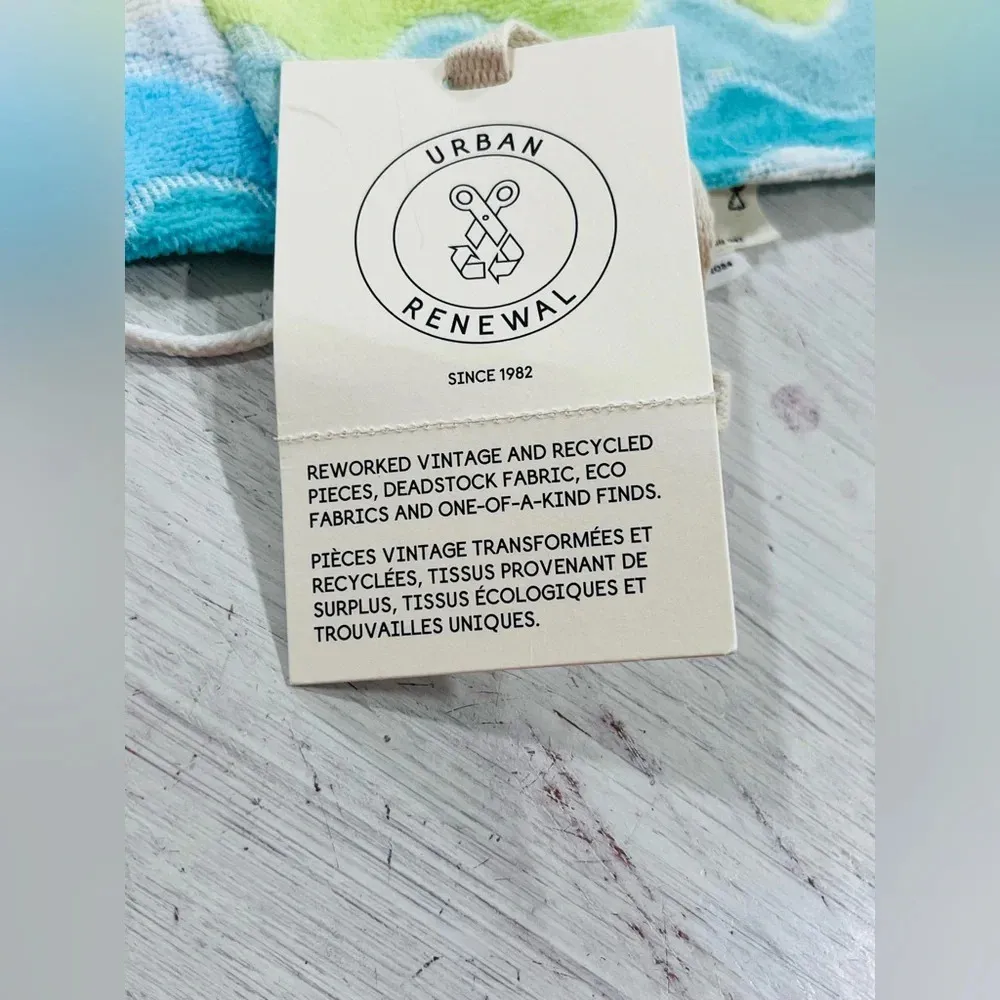 URBAN
RENEWAL
SINCE 1982
REWORKED VINTAGE AND RECYCLED
PIECES, DEADSTOCK FABRIC, ECO
FABRICS AND ONE-OF-A-KIND FINDS.
PIÈCES VINTAGE TRANSFORMÉES ET
RECYCLÉES, TISSUS PROVENANT DE
SURPLUS, TISSUS ÉCOLOGIQUES ET
TROUVAILLES UNIQUES.